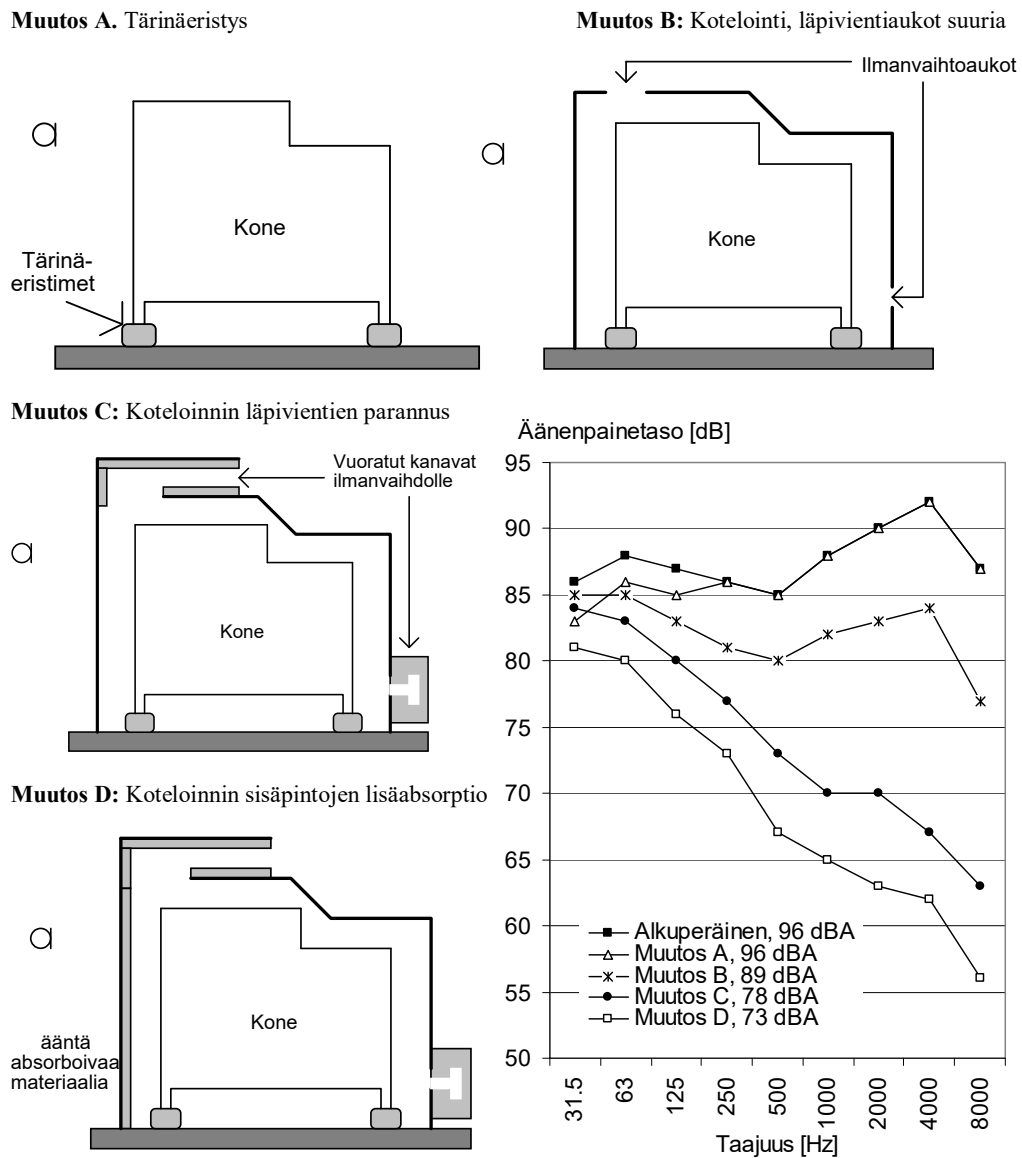 Muutos A. Tärinäeristys
Kone
Tärinä-
eristimet
Muutos B: Kotelointi, läpivientiaukot suuria
Ilmanvaihtoaukot
Kone
Muutos C: Koteloinnin läpivientien parannus
Vuoratut kanavat
ilmanvaihdolle
Kone
Muutos D: Koteloinnin sisäpintojen lisäabsorptio
Kone
ääntä
absorboivaa
materiaalia
Äänenpainetaso [dB]
95
90
85
80
75
70
65
60
55
50
Alkuperäinen, 96 dBA
Muutos A, 96 dBA
Muutos B, 89 dBA
Muutos C, 78 dBA
Muutos D, 73 dBA
31.5
63
125
250
500
1000
2000
4000
8000
Taajuus [Hz]